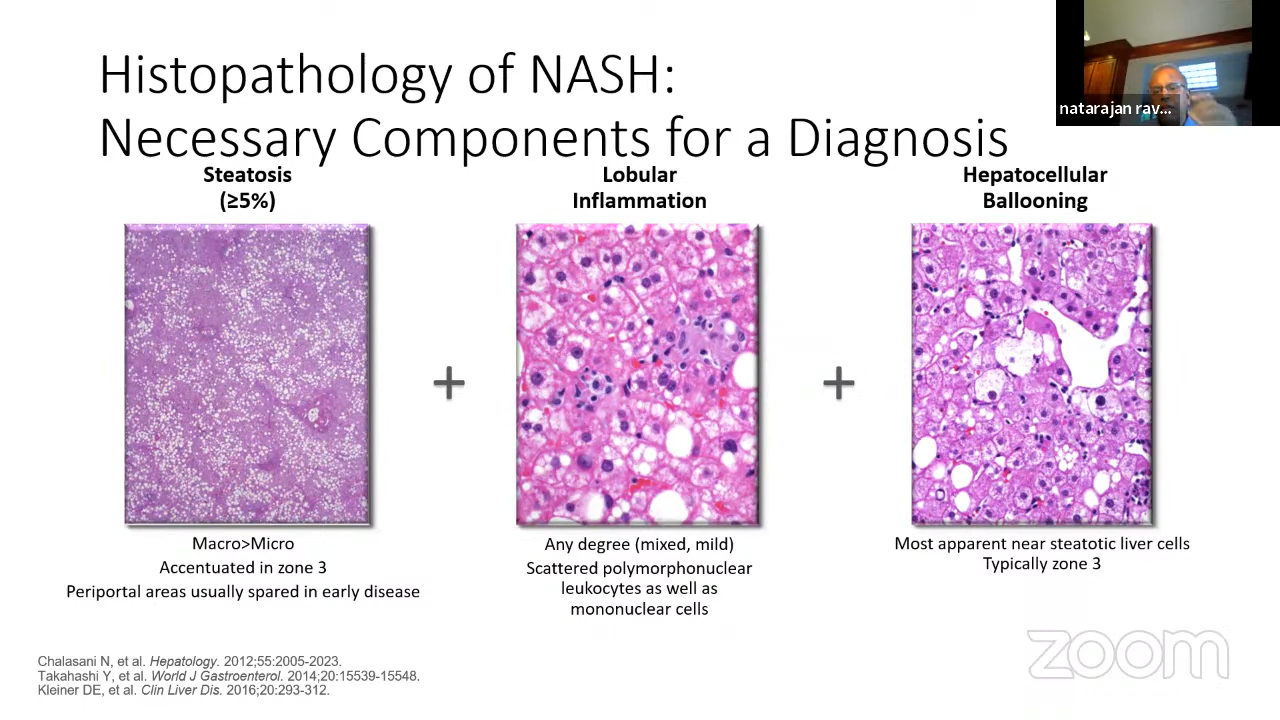 Histopathology of NASH:
Necessary Components for a Diagnosis
natarajan rav...
Steatosis
(≥5%)
Lobular
Inflammation
Hepatocellular
Ballooning
+
+
Macro>Micro
Accentuated in zone 3
Periportal areas usually spared in early disease
Any degree (mixed, mild)
Scattered polymorphonuclear
leukocytes as well as
mononuclear cells
Most apparent near steatotic liver cells
Typically zone 3
Chalasani N, et al. Hepatology. 2012;55:2005-2023.
Takahashi Y, et al. World J Gastroenterol. 2014;20:15539-15548.
Kleiner DE, et al. Clin Liver Dis. 2016;20:293-312.
zoom